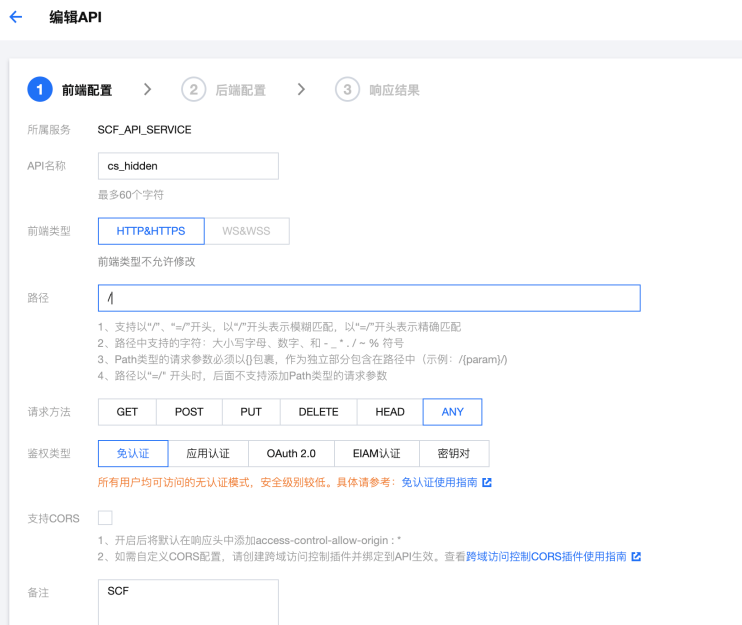 编辑API
1 前端配置 2 后端配置 3 响应结果
所属服务 SCF_API_SERVICE
API名称 cs_hidden
最多60个字符
前端类型 HTTP&HTTPS WS&WSS
前端类型不允许修改
路径 /
1、支持以“/”、“=/”开头，以“/”开头表示模糊匹配，以“=/”开头表示精确匹配
2、路径中支持的字符：大小写字母、数字、和 - _ * . / ~ % 符号
3、Path类型的请求参数必须以{}包裹，作为独立部分包含在路径中（示例：/{param}/)
4、路径以“=/” 开头时，后面不支持添加Path类型的请求参数
请求方法 GET POST PUT DELETE HEAD ANY
鉴权类型 免认证 应用认证 OAuth 2.0 EIAM认证 密钥对
所有用户均可访问的无认证模式，安全级别较低。具体请参考：免认证使用指南
支持CORS
1、开启后将默认在响应头中添加access-control-allow-origin : *
2、如需自定义CORS配置，请创建跨域访问控制插件并绑定到API生效。查看跨域访问控制CORS插件使用指南
备注 SCF